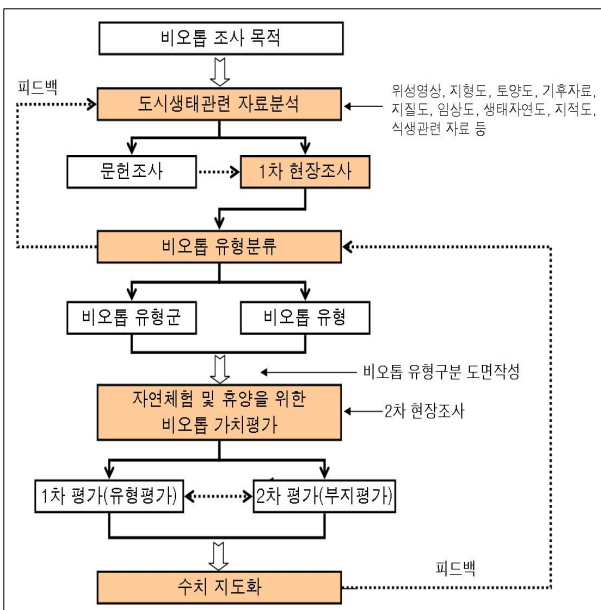 비오톱 조사 목적
피드백
도시생태관련 자료분석
위성영상, 지형도, 토양도, 기후자료,
지질도, 임상도, 생태자연도, 지적도,
식생관련 자료 등
문헌조사
1차 현장조사
비오톱 유형분류
비오톱 유형군
비오톱 유형
비오톱 유형구분 도면작성
자연체험 및 휴양을 위한
비오톱 가치평가
2차 현장조사
1차 평가(유형평가)
2차 평가(부지평가)
수치 지도화
피드백